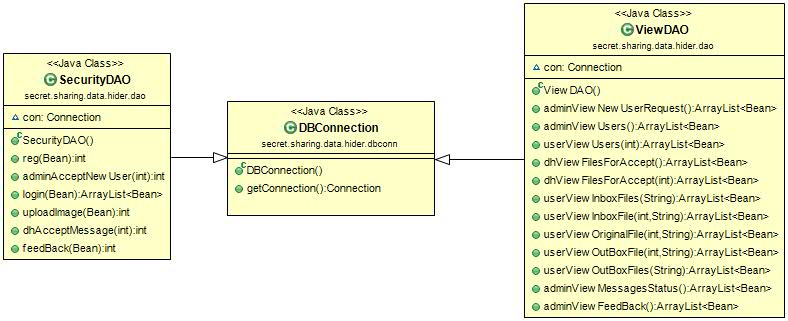 <<Java Class>>
SecurityDAO
secret.sharing.data.hider.dao
con: Connection
SecurityDAO()
reg(Bean):int
adminAcceptNew User(int):int
login(Bean):ArrayList<Bean>
uploadImage(Bean):int
dhAcceptMessage(int):int
feedBack(Bean):int
<<Java Class>>
DBConnection
secret.sharing.data.hider.dbconn
DBConnection()
getConnection():Connection
<<Java Class>>
ViewDAO
secret.sharing.data.hider.dao
con: Connection
View DAO()
adminView New UserRequest():ArrayList<Bean>
adminView Users():ArrayList<Bean>
userView Users(int):ArrayList<Bean>
dhView FilesForAccept():ArrayList<Bean>
dhView FilesForAccept(int):ArrayList<Bean>
userView InboxFiles(String):ArrayList<Bean>
userView InboxFile(int,String):ArrayList<Bean>
userView OriginalFile(int,String):ArrayList<Bean>
userView OutBoxFile(int,String):ArrayList<Bean>
userView OutBoxFiles(String):ArrayList<Bean>
adminView MessagesStatus():ArrayList<Bean>
adminView FeedBack():ArrayList<Bean>